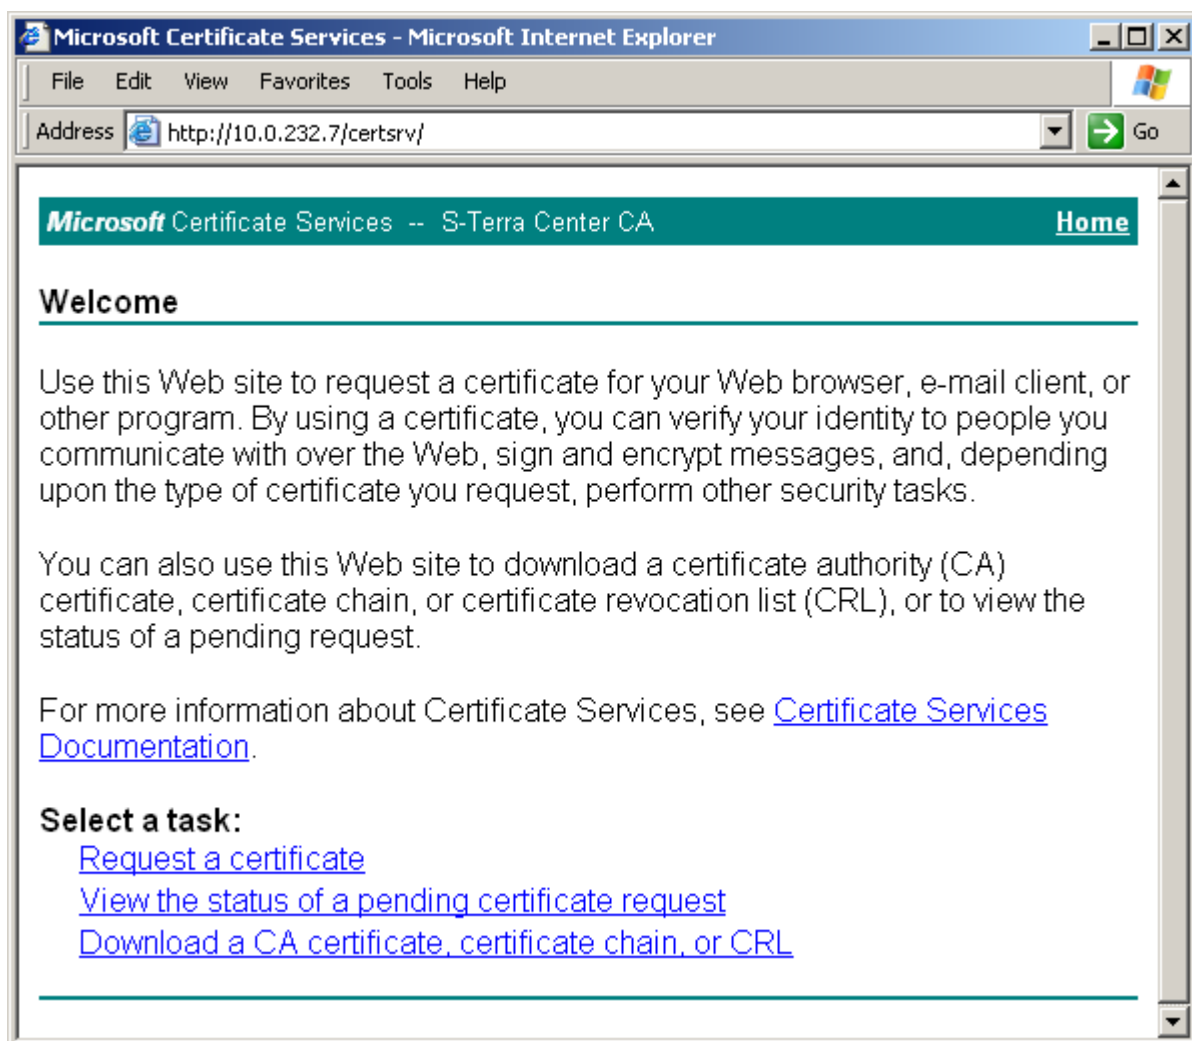 Microsoft Certificate Services - Microsoft Internet Explorer
File Edit View Favorites Tools Help
Address http://10.0.232.7/certsrv/ Go
Microsoft Certificate Services -- S-Terra Center CA Home
Welcome
Use this Web site to request a certificate for your Web browser, e-mail client, or
other program. By using a certificate, you can verify your identity to people you
communicate with over the Web, sign and encrypt messages, and, depending
upon the type of certificate you request, perform other security tasks.
You can also use this Web site to download a certificate authority (CA)
certificate, certificate chain, or certificate revocation list (CRL), or to view the
status of a pending request.
For more information about Certificate Services, see Certificate Services
Documentation.
Select a task:
Request a certificate
View the status of a pending certificate request
Download a CA certificate, certificate chain, or CRL